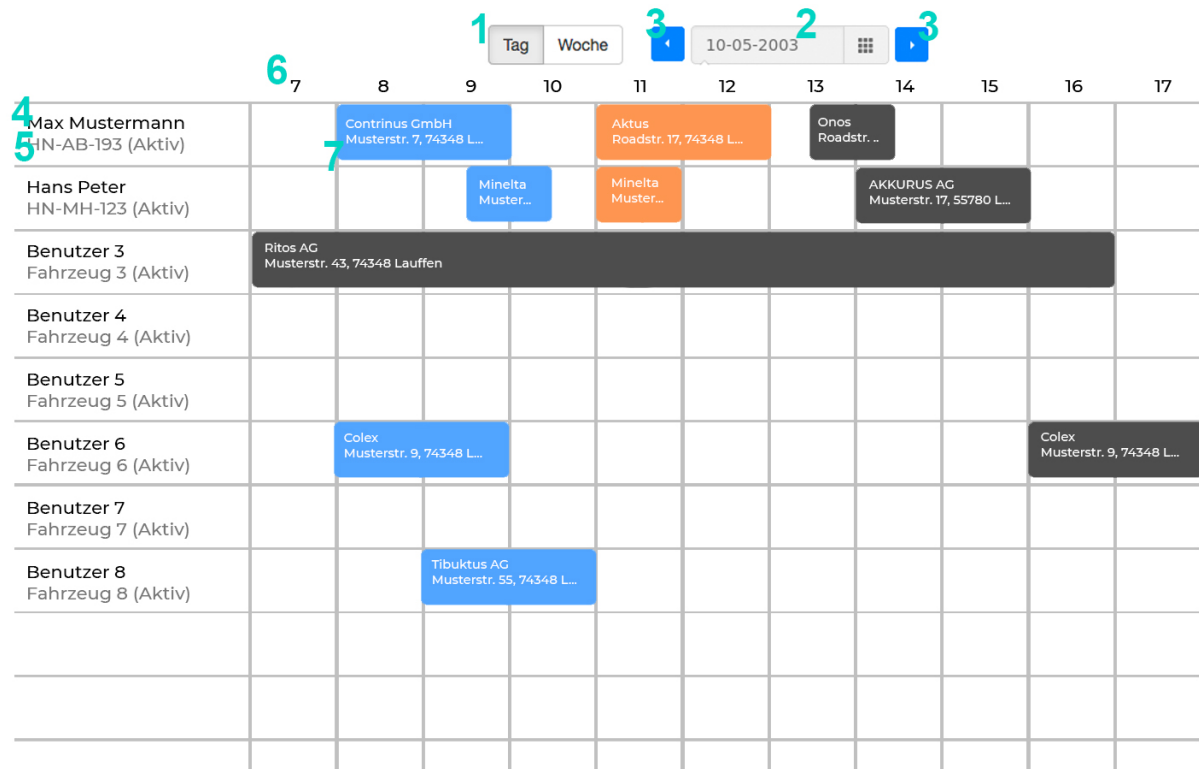 1 Tag Woche 3 10-05-2003 2 3
6 7 8 9 10 11 12 13 14 15 16 17
4 Max Mustermann
5 HN-AB-193 (Aktiv)
7
Contrinus GmbH
Musterstr. 7, 74348 L...
Aktus
Roadstr. 17, 74348 L...
Onos
Roadstr. ..
Hans Peter
HN-MH-123 (Aktiv)
Minelta
Muster...
Minelta
Muster...
AKKURUS AG
Musterstr. 17, 55780 L...
Benutzer 3
Fahrzeug 3 (Aktiv)
Ritos AG
Musterstr. 43, 74348 Lauffen
Benutzer 4
Fahrzeug 4 (Aktiv)
Benutzer 5
Fahrzeug 5 (Aktiv)
Benutzer 6
Fahrzeug 6 (Aktiv)
Colex
Musterstr. 9, 74348 L...
Colex
Musterstr. 9, 74348 L...
Benutzer 7
Fahrzeug 7 (Aktiv)
Benutzer 8
Fahrzeug 8 (Aktiv)
Tibuktus AG
Musterstr. 55, 74348 L...